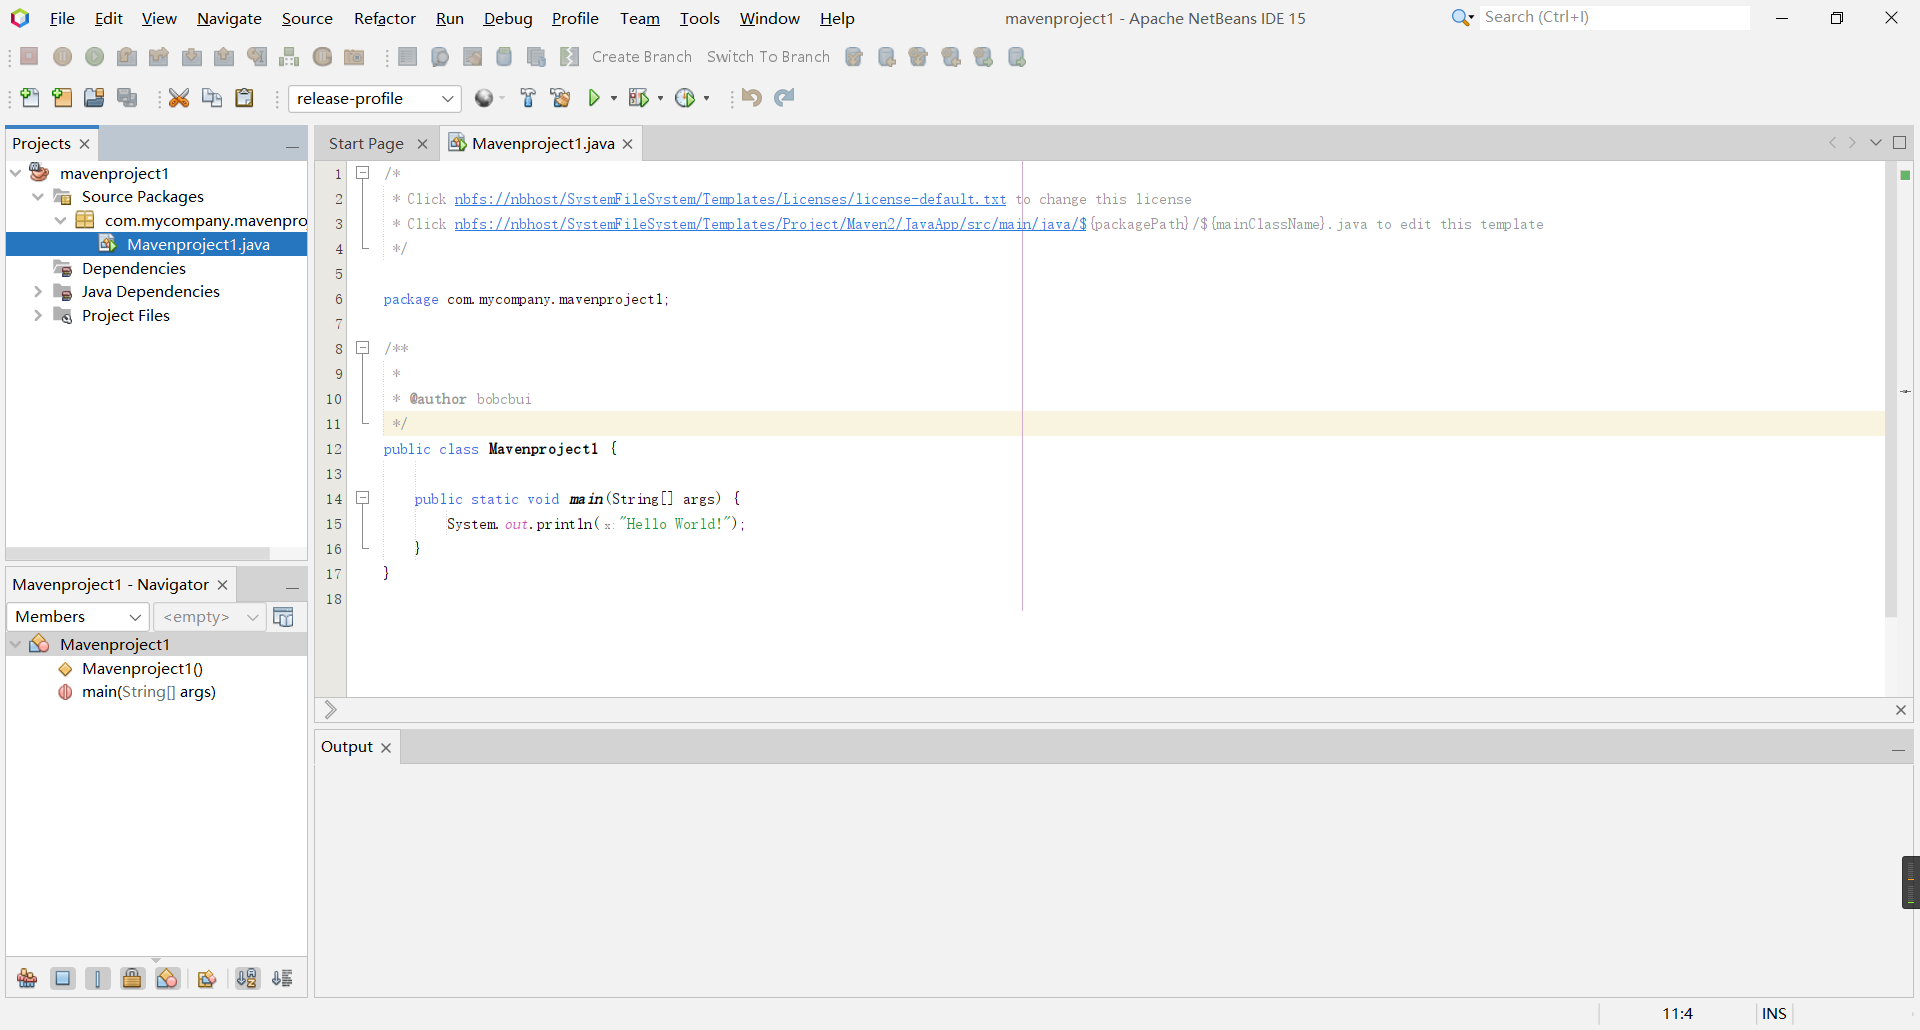 File Edit View Navigate Source Refactor Run Debug Profile Team Tools Window Help
mavenproject1 - Apache NetBeans IDE 15
Search (Ctrl+I)
Create Branch Switch To Branch
release-profile
Projects
mavenproject1
Source Packages
com.mycompany.mavenpro
Mavenproject1.java
Dependencies
Java Dependencies
Project Files
Start Page
Mavenproject1.java
1 /*
2 * Click nbfs://nbhost/SystemFileSystem/Templates/Licenses/license-default.txt to change this license
3 * Click nbfs://nbhost/SystemFileSystem/Templates/Project/Maven2/JavaApp/src/main/java/${packagePath}/${mainClassName}.java to edit this template
4 */
5
6 package com.mycompany.mavenproject1;
7
8 /**
9 *
10 * @author bobcbui
11 */
12 public class Mavenproject1 {
13
14 public static void main(String[] args) {
15 System.out.println(x:"Hello World!");
16 }
17 }
18
Mavenproject1 - Navigator
Members
<empty>
Mavenproject1
Mavenproject1()
main(String[] args)
Output
11:4
INS